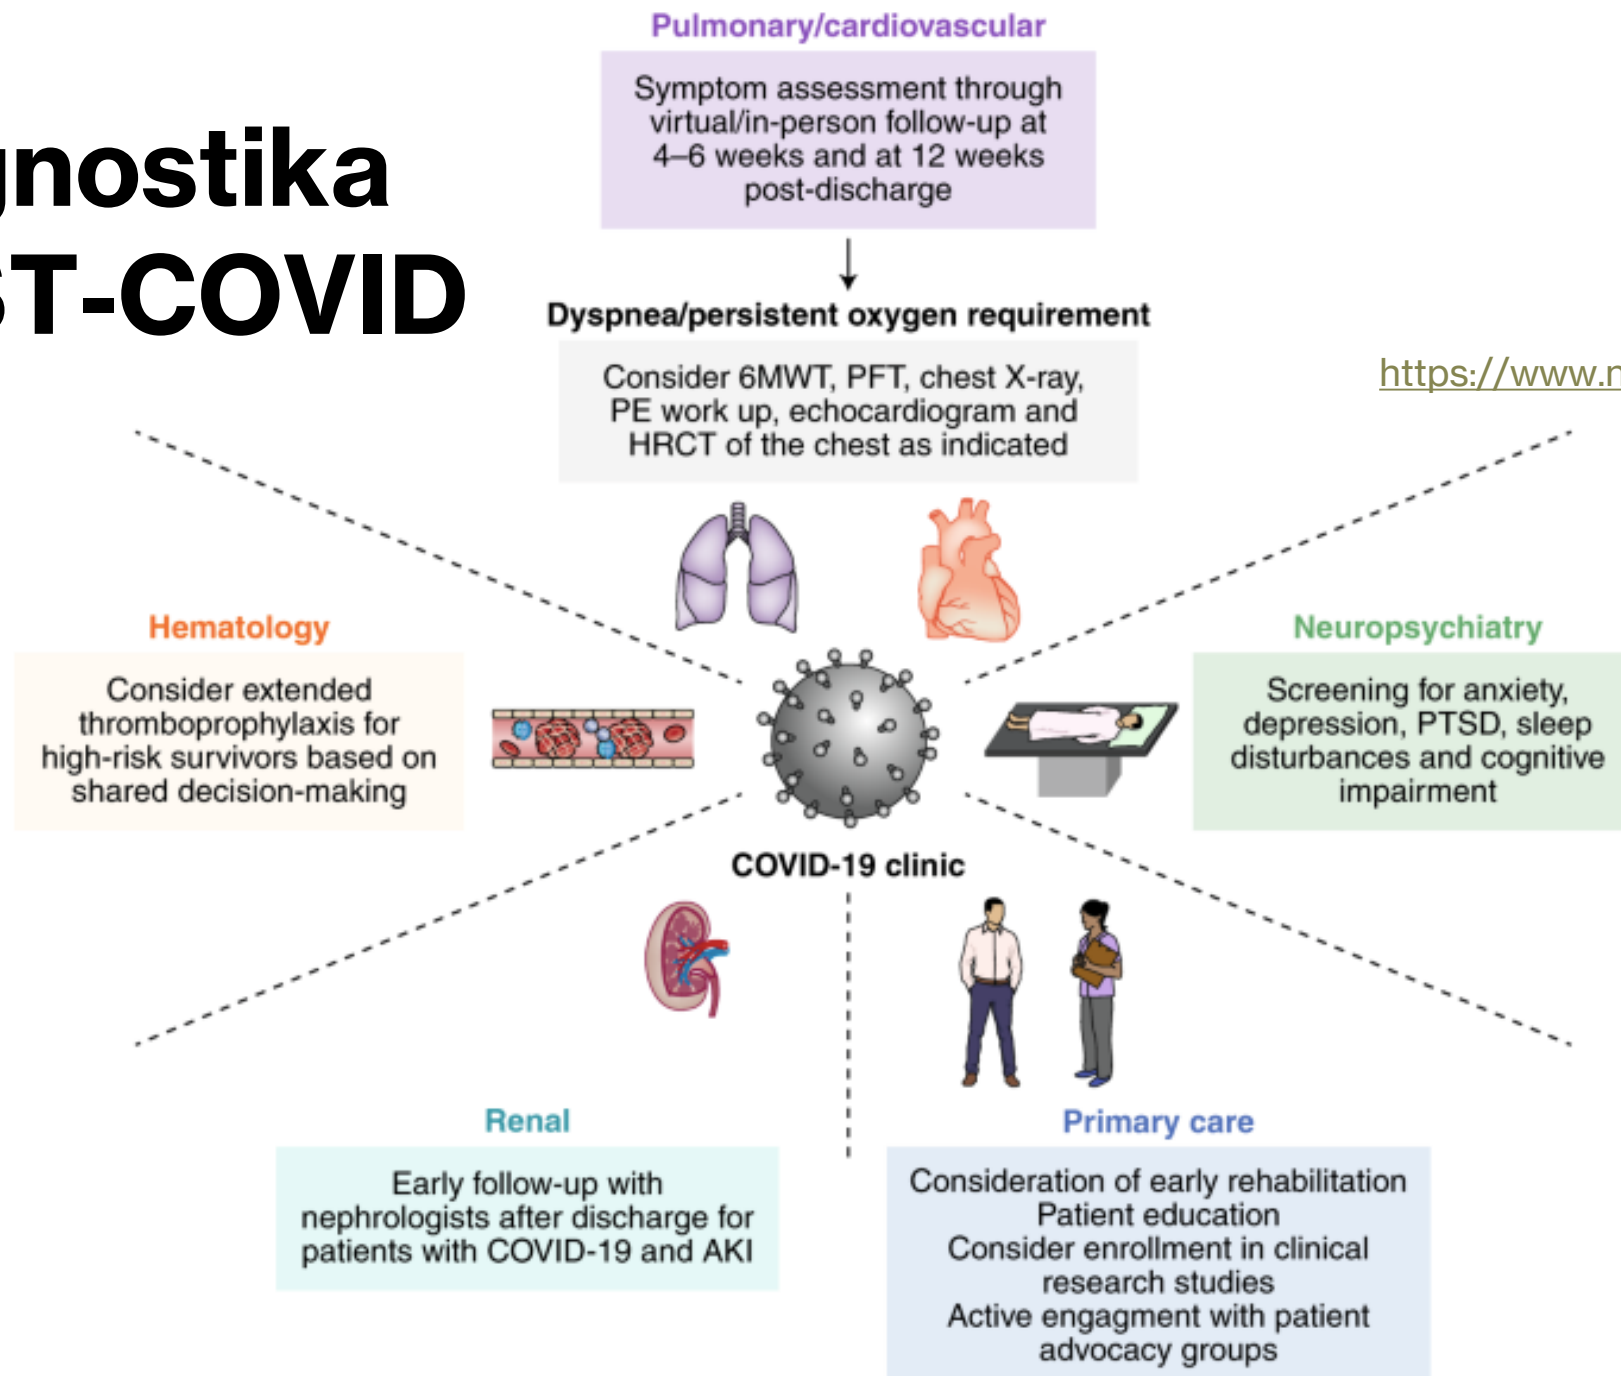 Pulmonary/cardiovascular
Symptom assessment through
virtual/in-person follow-up at
4–6 weeks and at 12 weeks
post-discharge
gnostika
ST-COVID
Dyspnea/persistent oxygen requirement
Consider 6MWT, PFT, chest X-ray,
PE work up, echocardiogram and
HRCT of the chest as indicated
https://www.n
Hematology
Consider extended
thromboprophylaxis for
high-risk survivors based on
shared decision-making
Neuropsychiatry
Screening for anxiety,
depression, PTSD, sleep
disturbances and cognitive
impairment
COVID-19 clinic
Renal
Early follow-up with
nephrologists after discharge for
patients with COVID-19 and AKI
Primary care
Consideration of early rehabilitation
Patient education
Consider enrollment in clinical
research studies
Active engagment with patient
advocacy groups